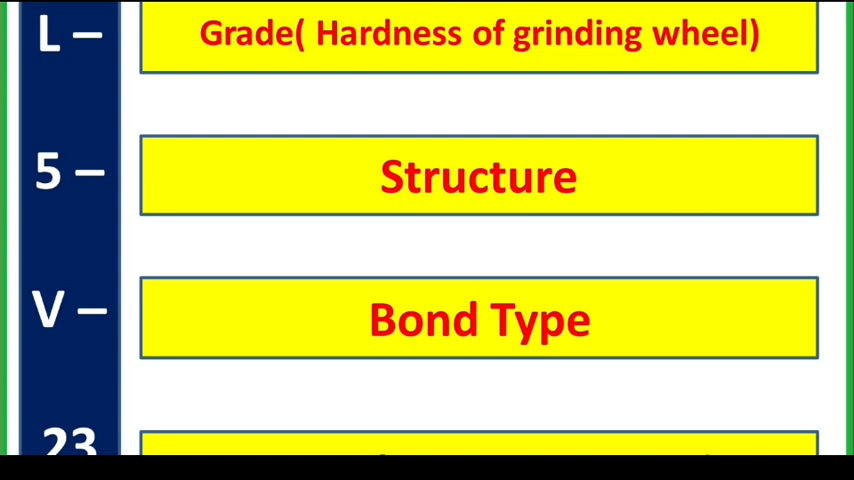 L – Grade( Hardness of grinding wheel)
5 – Structure
V – Bond Type
23